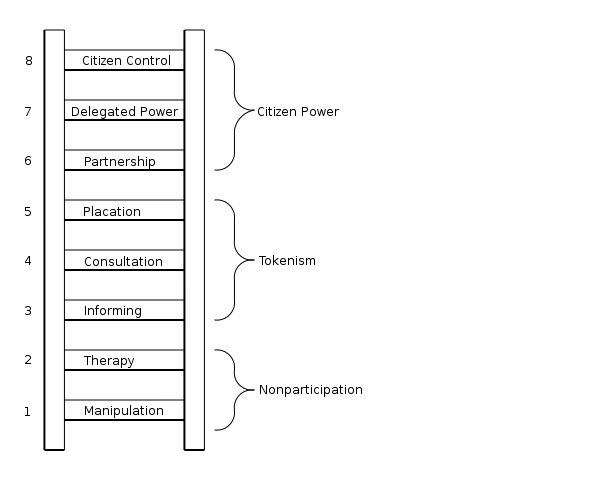 8 Citizen Control
7 Delegated Power Citizen Power
6 Partnership
5 Placation
4 Consultation Tokenism
3 Informing
2 Therapy
Nonparticipation
1 Manipulation